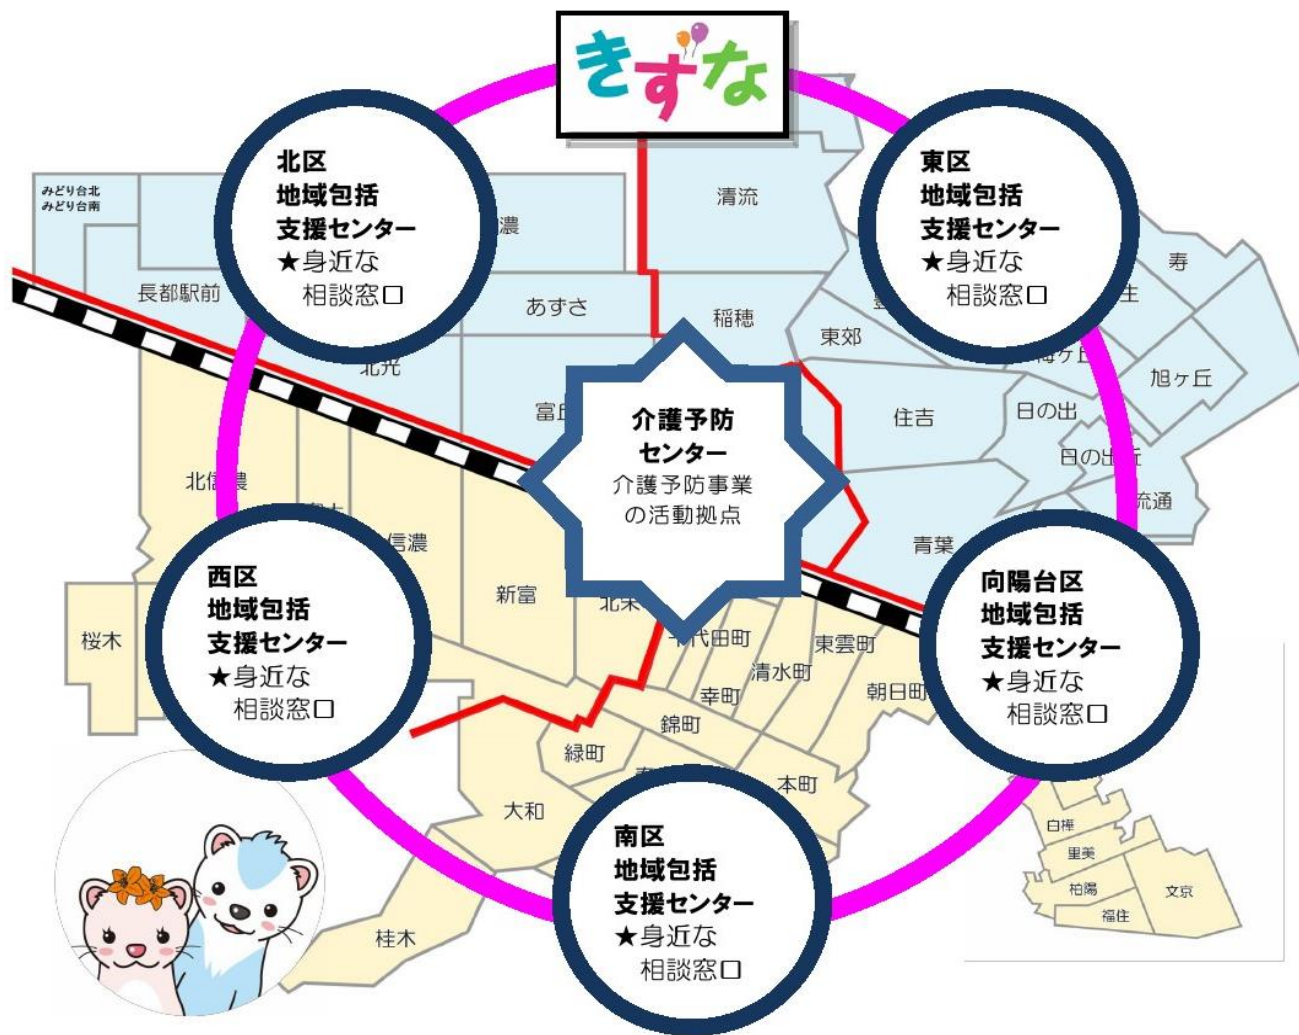 きずな
北区
地域包括
支援センター
★身近な
相談窓口
東区
地域包括
支援センター
★身近な
相談窓口
みどり台北
みどり台南
濃
清流
寿
長都駅前
あずさ
稲穂
東郊
北光
旭ヶ丘
介護予防
センター
介護予防事業
の活動拠点
住吉
日の出
日の出丘
流通
青葉
西区
地域包括
支援センター
★身近な
相談窓口
信濃
新富
桜木
千代田町
東雲町
清水町
幸町
朝日町
錦町
緑町
本町
大和
向陽台区
地域包括
支援センター
★身近な
相談窓口
南区
地域包括
支援センター
★身近な
相談窓口
桂木
白樺
里美
柏陽
文京
福住